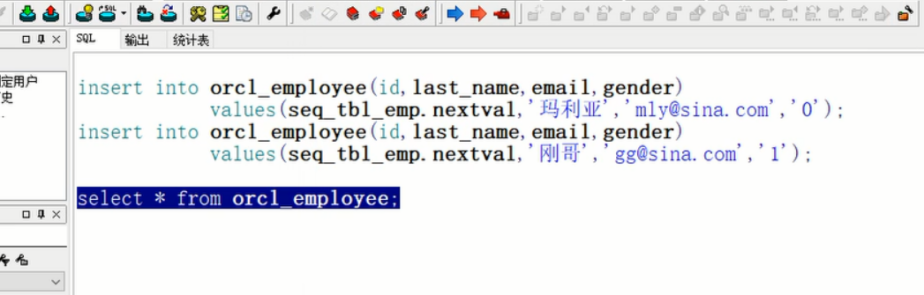 SQL 输出 统计表
定用户
史
insert into orcl_employee(id,last_name,email,gender)
values(seq_tbl_emp.nextval,'玛利亚','mly@sina.com','0');
insert into orcl_employee(id,last_name,email,gender)
values(seq_tbl_emp.nextval,'刚哥','gg@sina.com','1');
select * from orcl_employee;